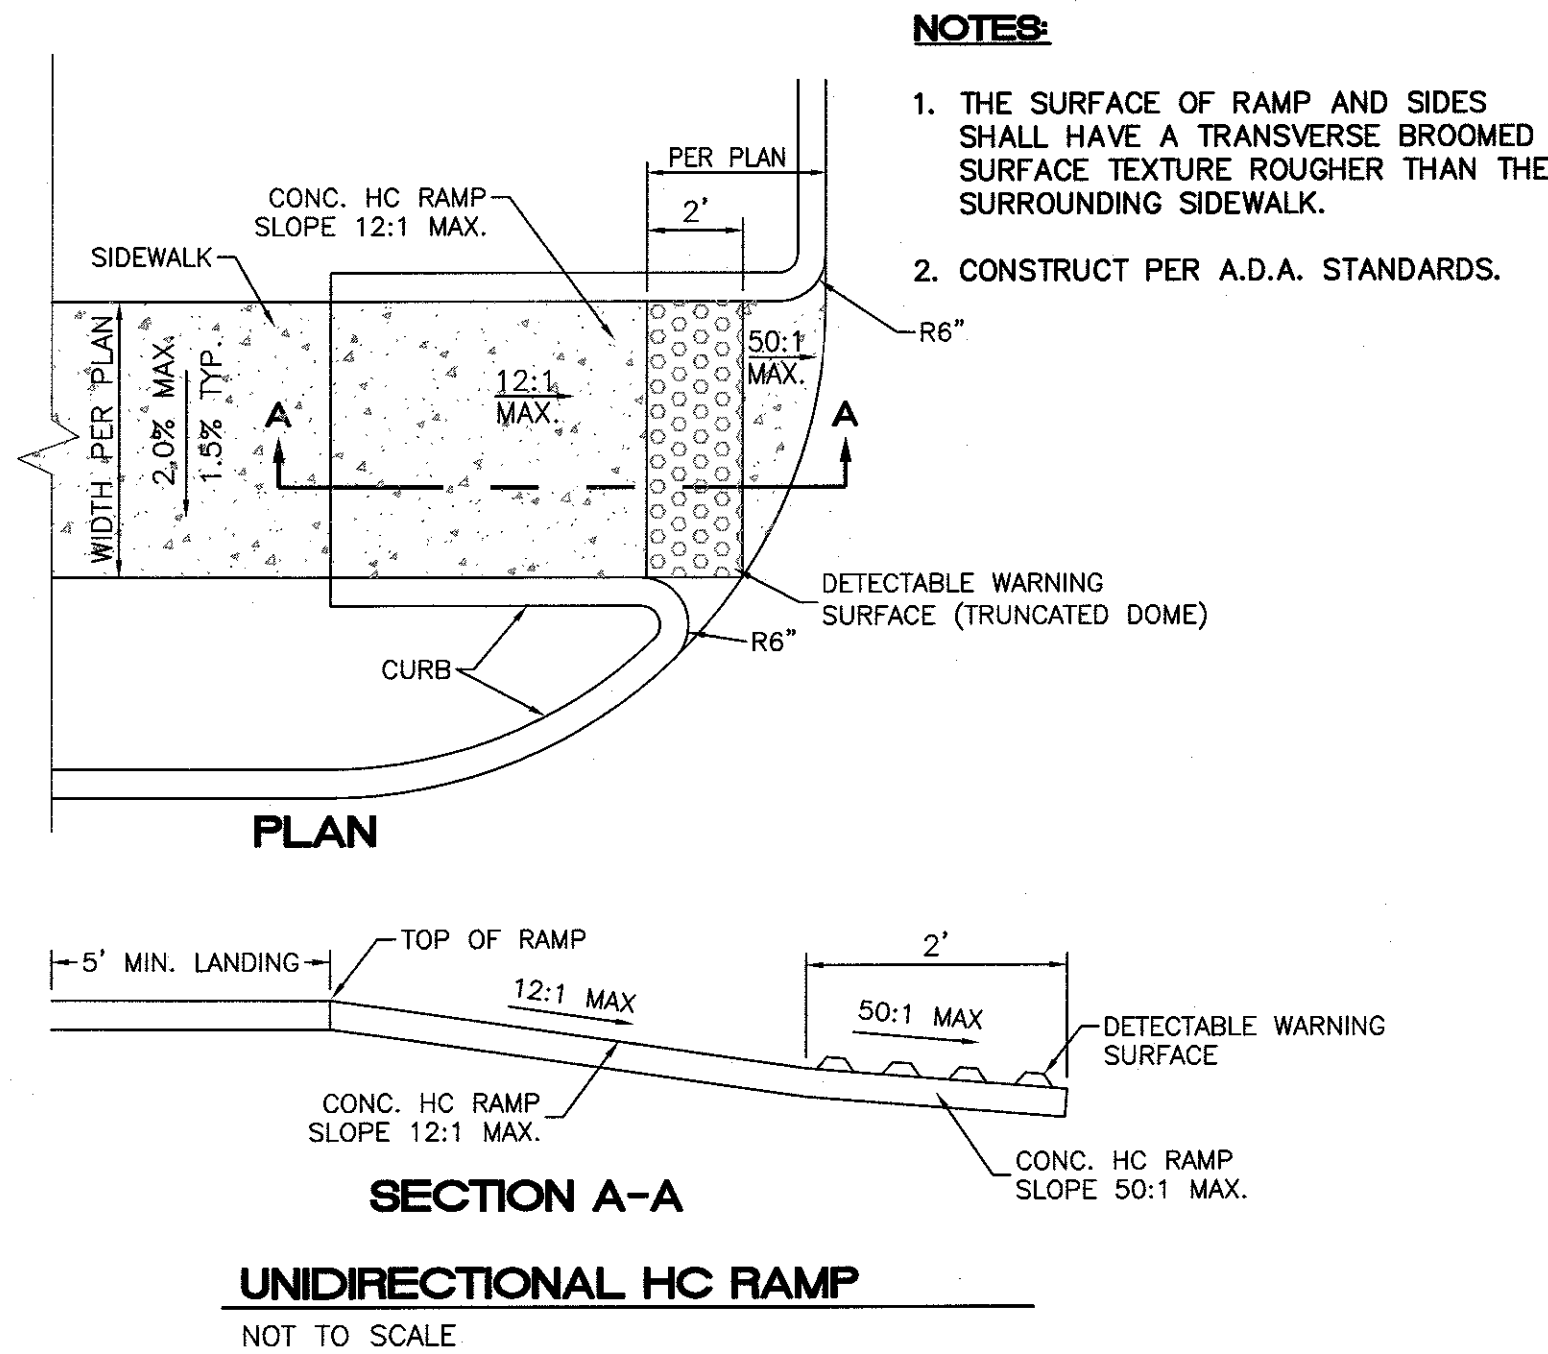 NOTES:
1. THE SURFACE OF RAMP AND SIDES
SHALL HAVE A TRANSVERSE BROOMED
SURFACE TEXTURE ROUGHER THAN THE
SURROUNDING SIDEWALK.
2. CONSTRUCT PER A.D.A. STANDARDS.
PER PLAN
2'
CONC. HC RAMP
SLOPE 12:1 MAX.
SIDEWALK
R6"
50:1
MAX.
12:1
MAX.
WIDTH PER PLAN
2.0% MAX.
1.5% TYP.
A
A
DETECTABLE WARNING
SURFACE (TRUNCATED DOME)
R6"
CURB
PLAN
5' MIN. LANDING
TOP OF RAMP
12:1 MAX
2'
50:1 MAX
DETECTABLE WARNING
SURFACE
CONC. HC RAMP
SLOPE 12:1 MAX.
CONC. HC RAMP
SLOPE 50:1 MAX.
SECTION A-A
UNIDIRECTIONAL HC RAMP
NOT TO SCALE